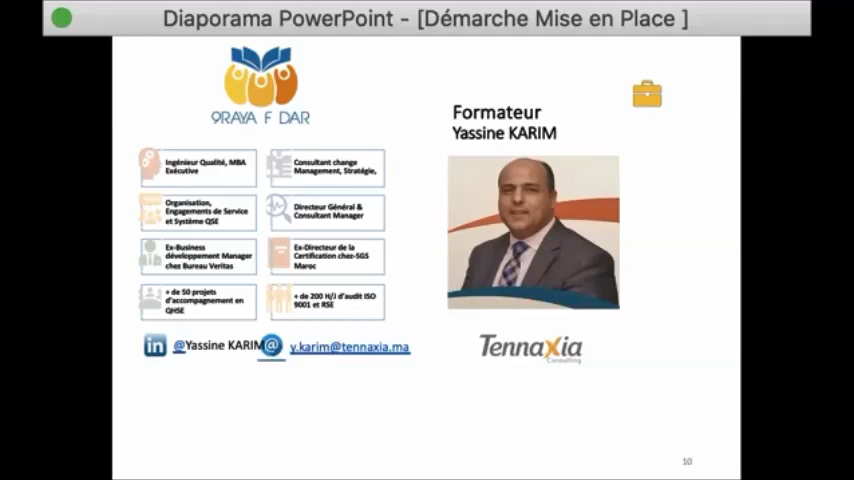 Diaporama PowerPoint - [Démarche Mise en Place ]
9RAYA F DAR
Formateur
Yassine KARIM
Ingénieur Qualité, MBA
Exécutive
Consultant change
Management, Stratégie,
Organisation,
Engagements de Service
et Système QSE
Directeur Général &
Consultant Manager
Ex-Business
développement Manager
chez Bureau Veritas
Ex-Directeur de la
Certification chez-SGS
Maroc
+ de 50 projets
d'accompagnement en
QHSE
+ de 200 H/J d'audit ISO
9001 et RSE
in @Yassine KARIM @ y.karim@tennaxia.ma
Tennaxia
Consulting
10